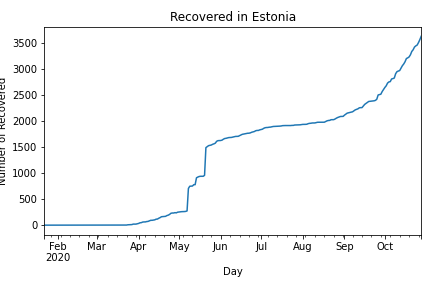 Recovered in Estonia
Number of Recovered
3500
3000
2500
2000
1500
1000
500
0
Feb Mar Apr May Jun Jul Aug Sep Oct
2020
Day